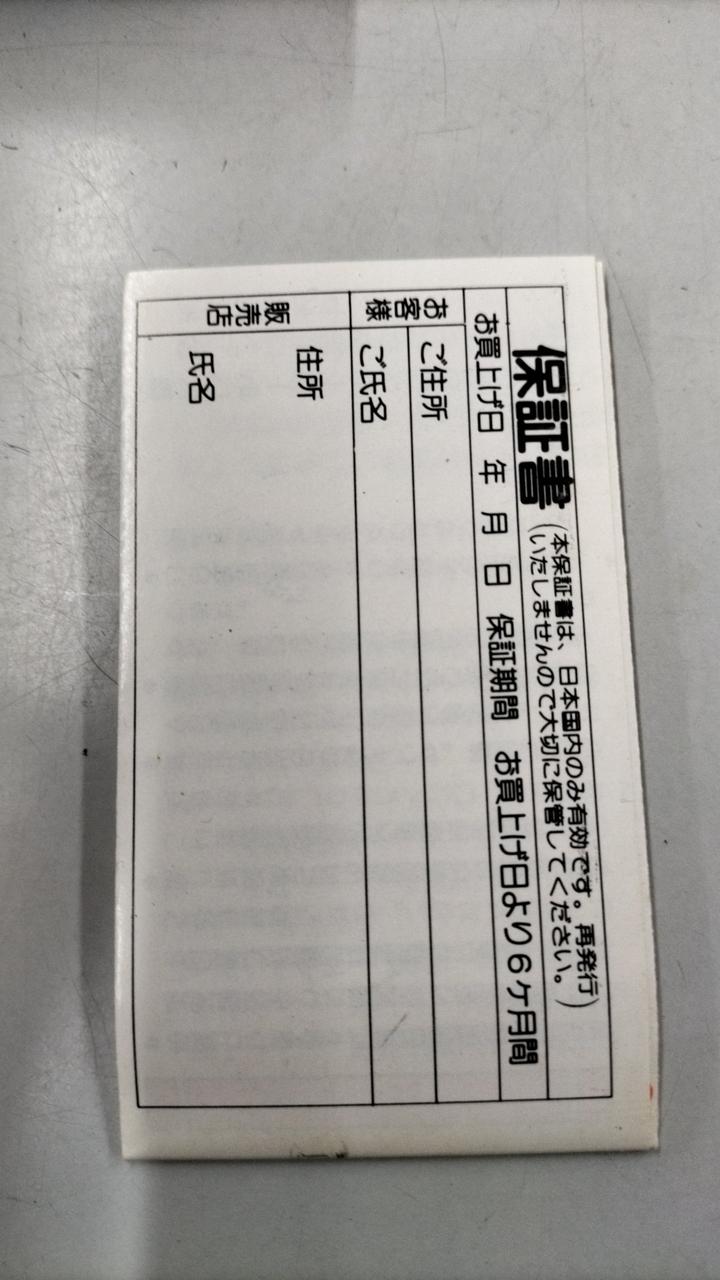 保証書
(本保証書は、日本国内のみ有効です。再発行
いたしませんので大切に保管してください。)
お買上げ日 年 月 日 保証期間 お買上げ日より6ヶ月間
お客様
ご住所
ご氏名
販売店
住所
氏名